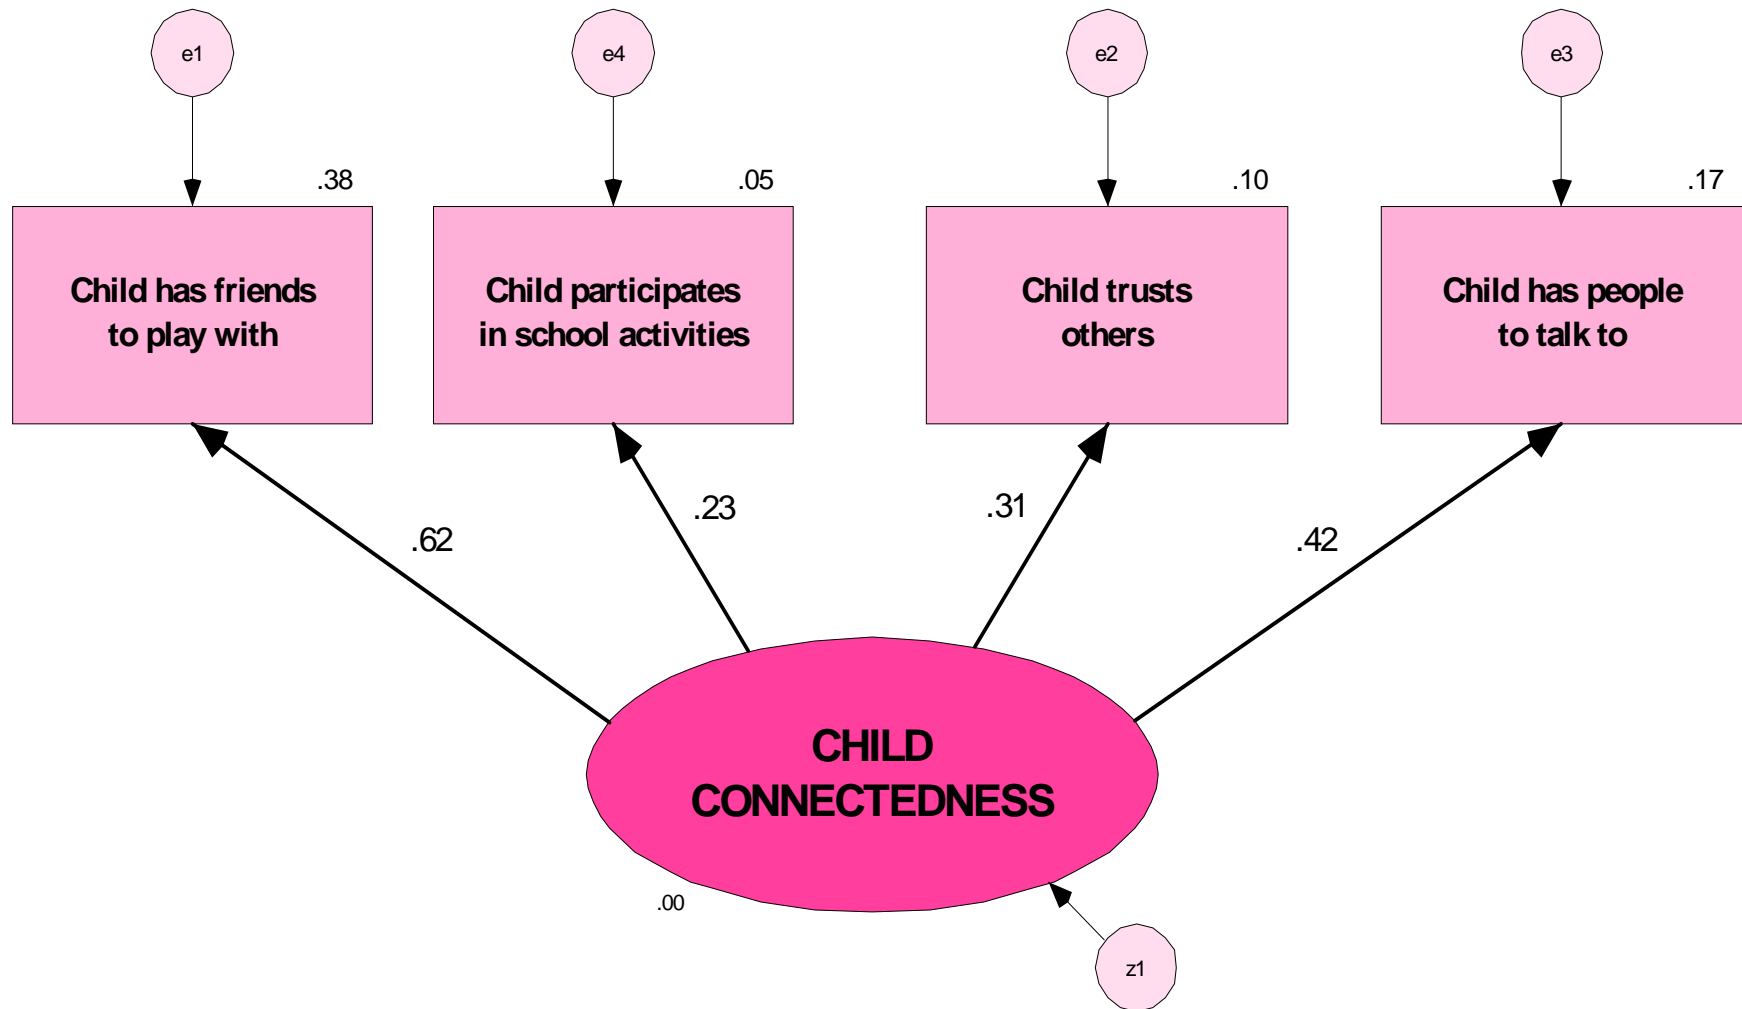 e1
e4
e2
e3
.38
.05
.10
.17
Child has friends
to play with
Child participates
in school activities
Child trusts
others
Child has people
to talk to
.62
.23
.31
.42
CHILD
CONNECTEDNESS
.00
z1